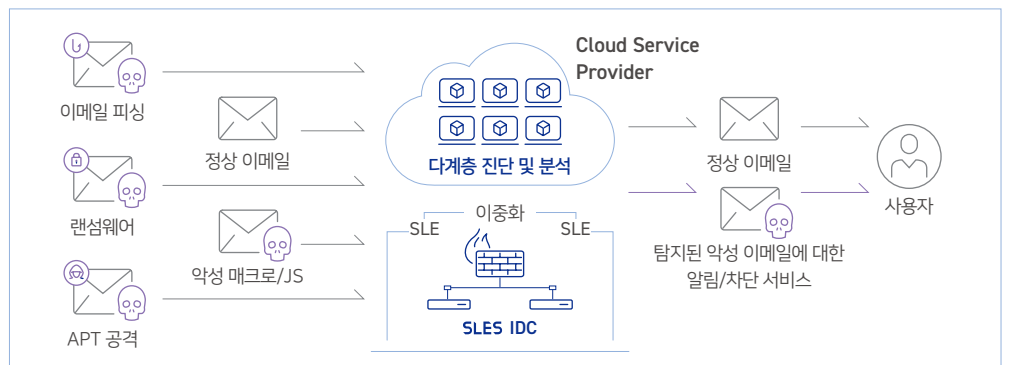 Cloud Service
Provider
이메일 피싱
정상 이메일
랜섬웨어
악성 매크로/JS
APT 공격
다계층 진단 및 분석
이중화
SLE
SLE
SLES IDC
정상 이메일
탐지된 악성 이메일에 대한
알림/차단 서비스
사용자